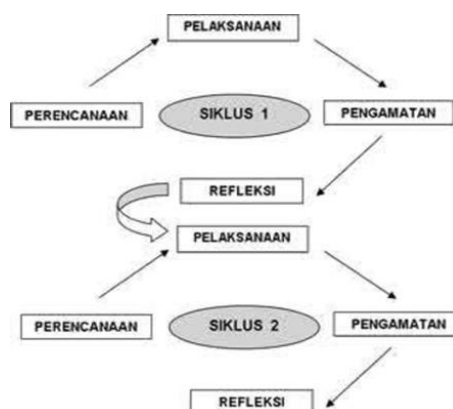 PELAKSANAAN
PERENCANAAN
SIKLUS 1
PENGAMATAN
REFLEKSI
PELAKSANAAN
PERENCANAAN
SIKLUS 2
PENGAMATAN
REFLEKSI